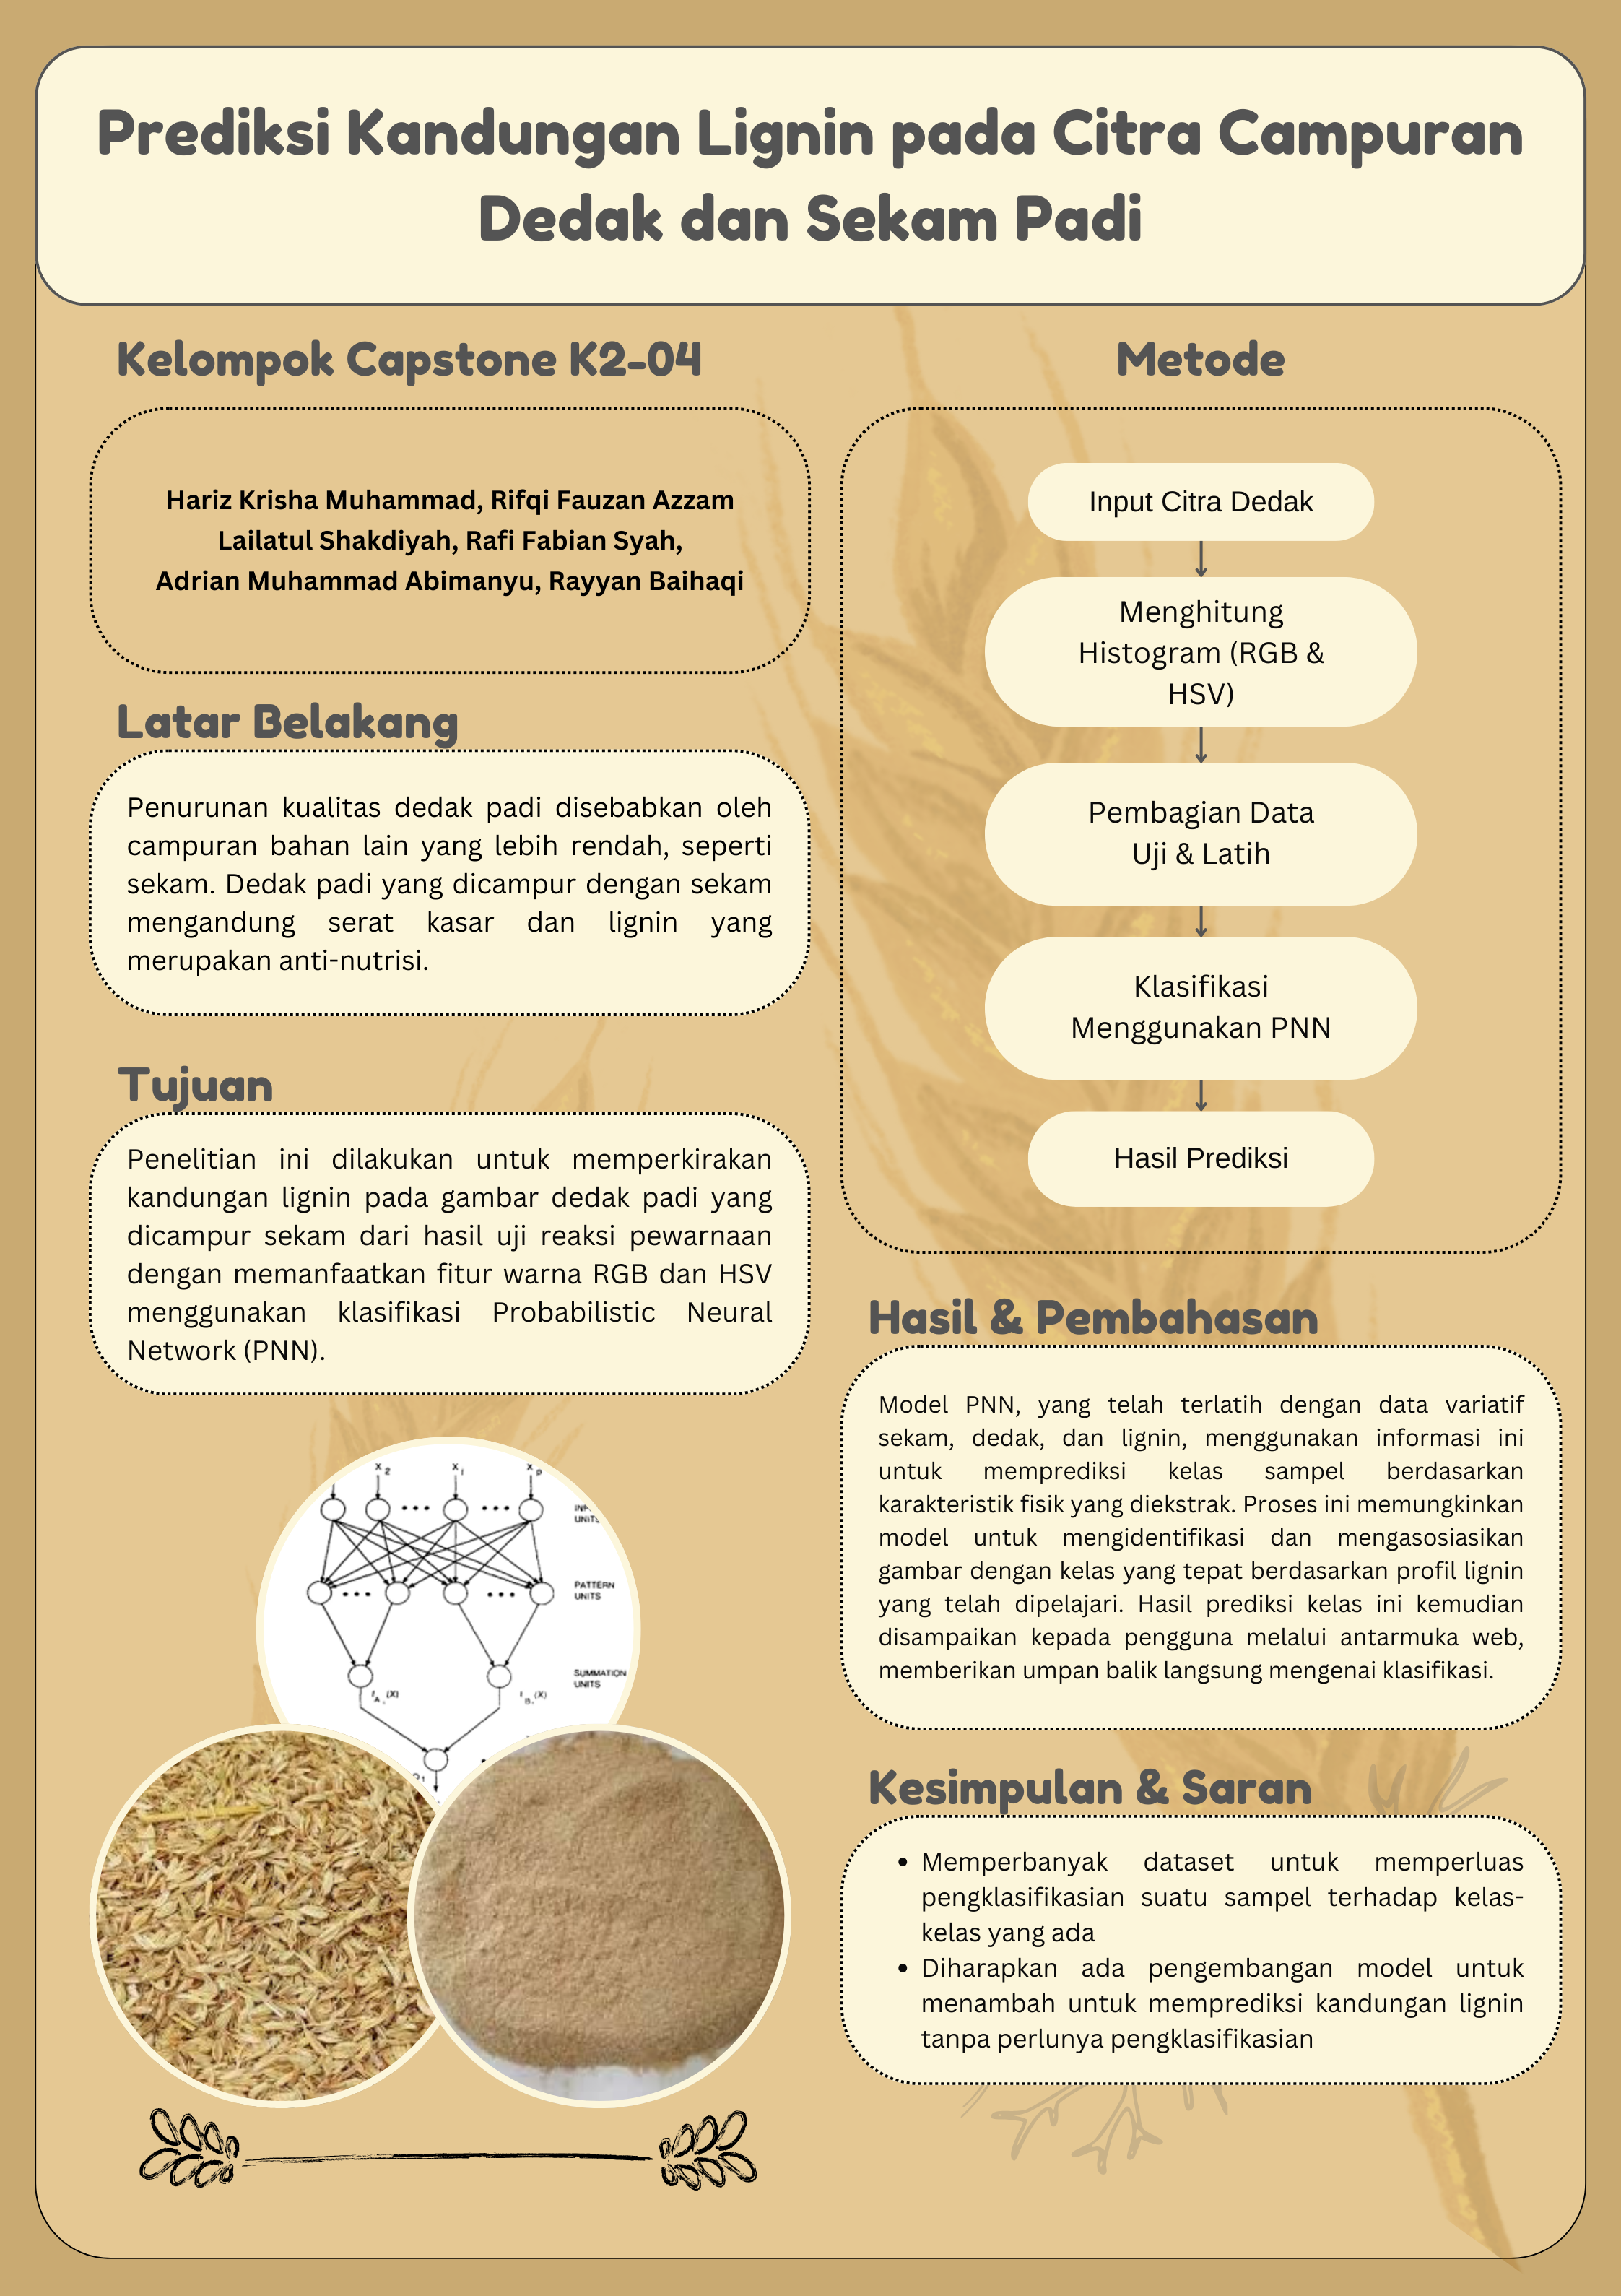 Prediksi Kandungan Lignin pada Citra Campuran
Dedak dan Sekam Padi
Kelompok Capstone K2-04
Hariz Krisha Muhammad, Rifqi Fauzan Azzam
Lailatul Shakdiyah, Rafi Fabian Syah,
Adrian Muhammad Abimanyu, Rayyan Baihaqi
Latar Belakang
Penurunan kualitas dedak padi disebabkan oleh
campuran bahan lain yang lebih rendah, seperti
sekam. Dedak padi yang dicampur dengan sekam
mengandung serat kasar dan lignin yang
merupakan anti-nutrisi.
Tujuan
Penelitian ini dilakukan untuk memperkirakan
kandungan lignin pada gambar dedak padi yang
dicampur sekam dari hasil uji reaksi pewarnaan
dengan memanfaatkan fitur warna RGB dan HSV
menggunakan klasifikasi Probabilistic Neural
Network (PNN).
X2 Xi Xp
UNITS
PATTERN
UNITS
SUMMATION
UNITS
fA,(X) fB,(X)
Metode
Input Citra Dedak
Menghitung
Histogram (RGB &
HSV)
Pembagian Data
Uji & Latih
Klasifikasi
Menggunakan PNN
Hasil Prediksi
Hasil & Pembahasan
Model PNN, yang telah terlatih dengan data variatif
sekam, dedak, dan lignin, menggunakan informasi ini
untuk memprediksi kelas sampel berdasarkan
karakteristik fisik yang diekstrak. Proses ini memungkinkan
model untuk mengidentifikasi dan mengasosiasikan
gambar dengan kelas yang tepat berdasarkan profil lignin
yang telah dipelajari. Hasil prediksi kelas ini kemudian
disampaikan kepada pengguna melalui antarmuka web,
memberikan umpan balik langsung mengenai klasifikasi.
Kesimpulan & Saran
• Memperbanyak dataset untuk memperluas
pengklasifikasian suatu sampel terhadap kelas-
kelas yang ada
• Diharapkan ada pengembangan model untuk
menambah untuk memprediksi kandungan lignin
tanpa perlunya pengklasifikasian